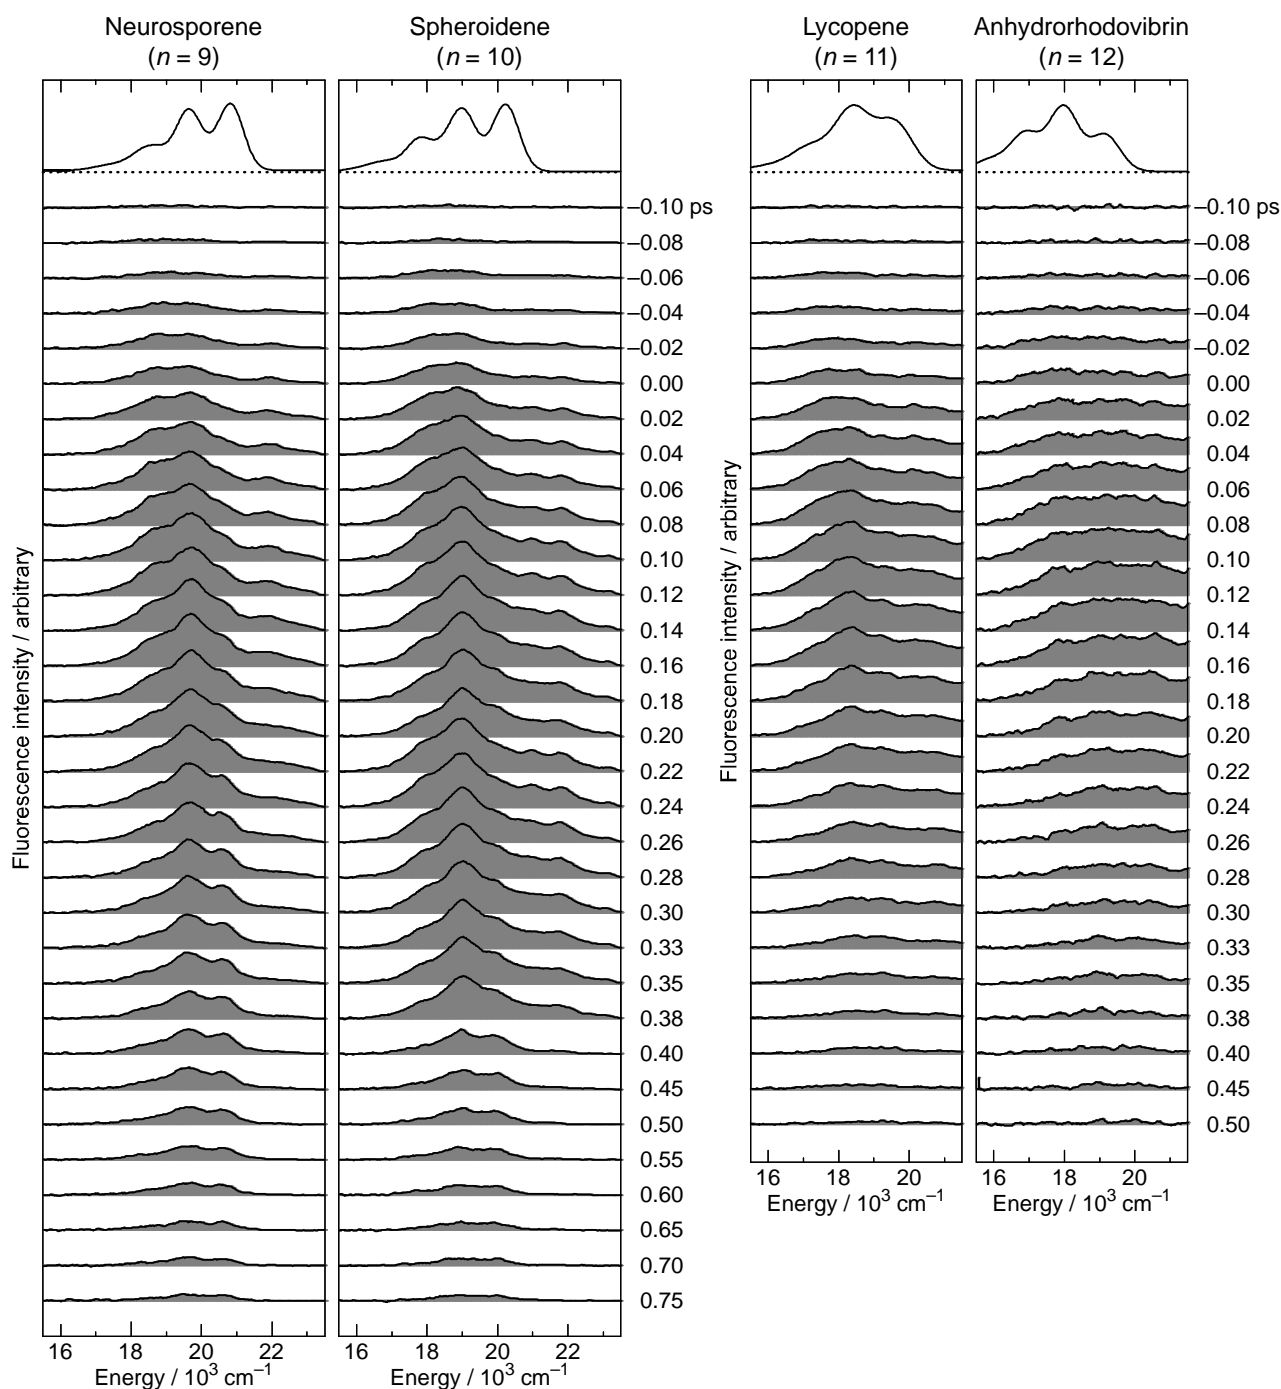 Neurosporene
(n = 9)
Spheroidene
(n = 10)
Lycopene
(n = 11)
Anhydrorhodovibrin
(n = 12)
Fluorescence intensity / arbitrary
–0.10 ps
–0.08
–0.06
–0.04
–0.02
0.00
0.02
0.04
0.06
0.08
0.10
0.12
0.14
0.16
0.18
0.20
0.22
0.24
0.26
0.28
0.30
0.33
0.35
0.38
0.40
0.45
0.50
0.55
0.60
0.65
0.70
0.75
16 18 20 22
Energy / 10³ cm⁻¹
16 18 20 22
Energy / 10³ cm⁻¹
Fluorescence intensity / arbitrary
–0.10 ps
–0.08
–0.06
–0.04
–0.02
0.00
0.02
0.04
0.06
0.08
0.10
0.12
0.14
0.16
0.18
0.20
0.22
0.24
0.26
0.28
0.30
0.33
0.35
0.38
0.40
0.45
0.50
16 18 20
Energy / 10³ cm⁻¹
16 18 20
Energy / 10³ cm⁻¹